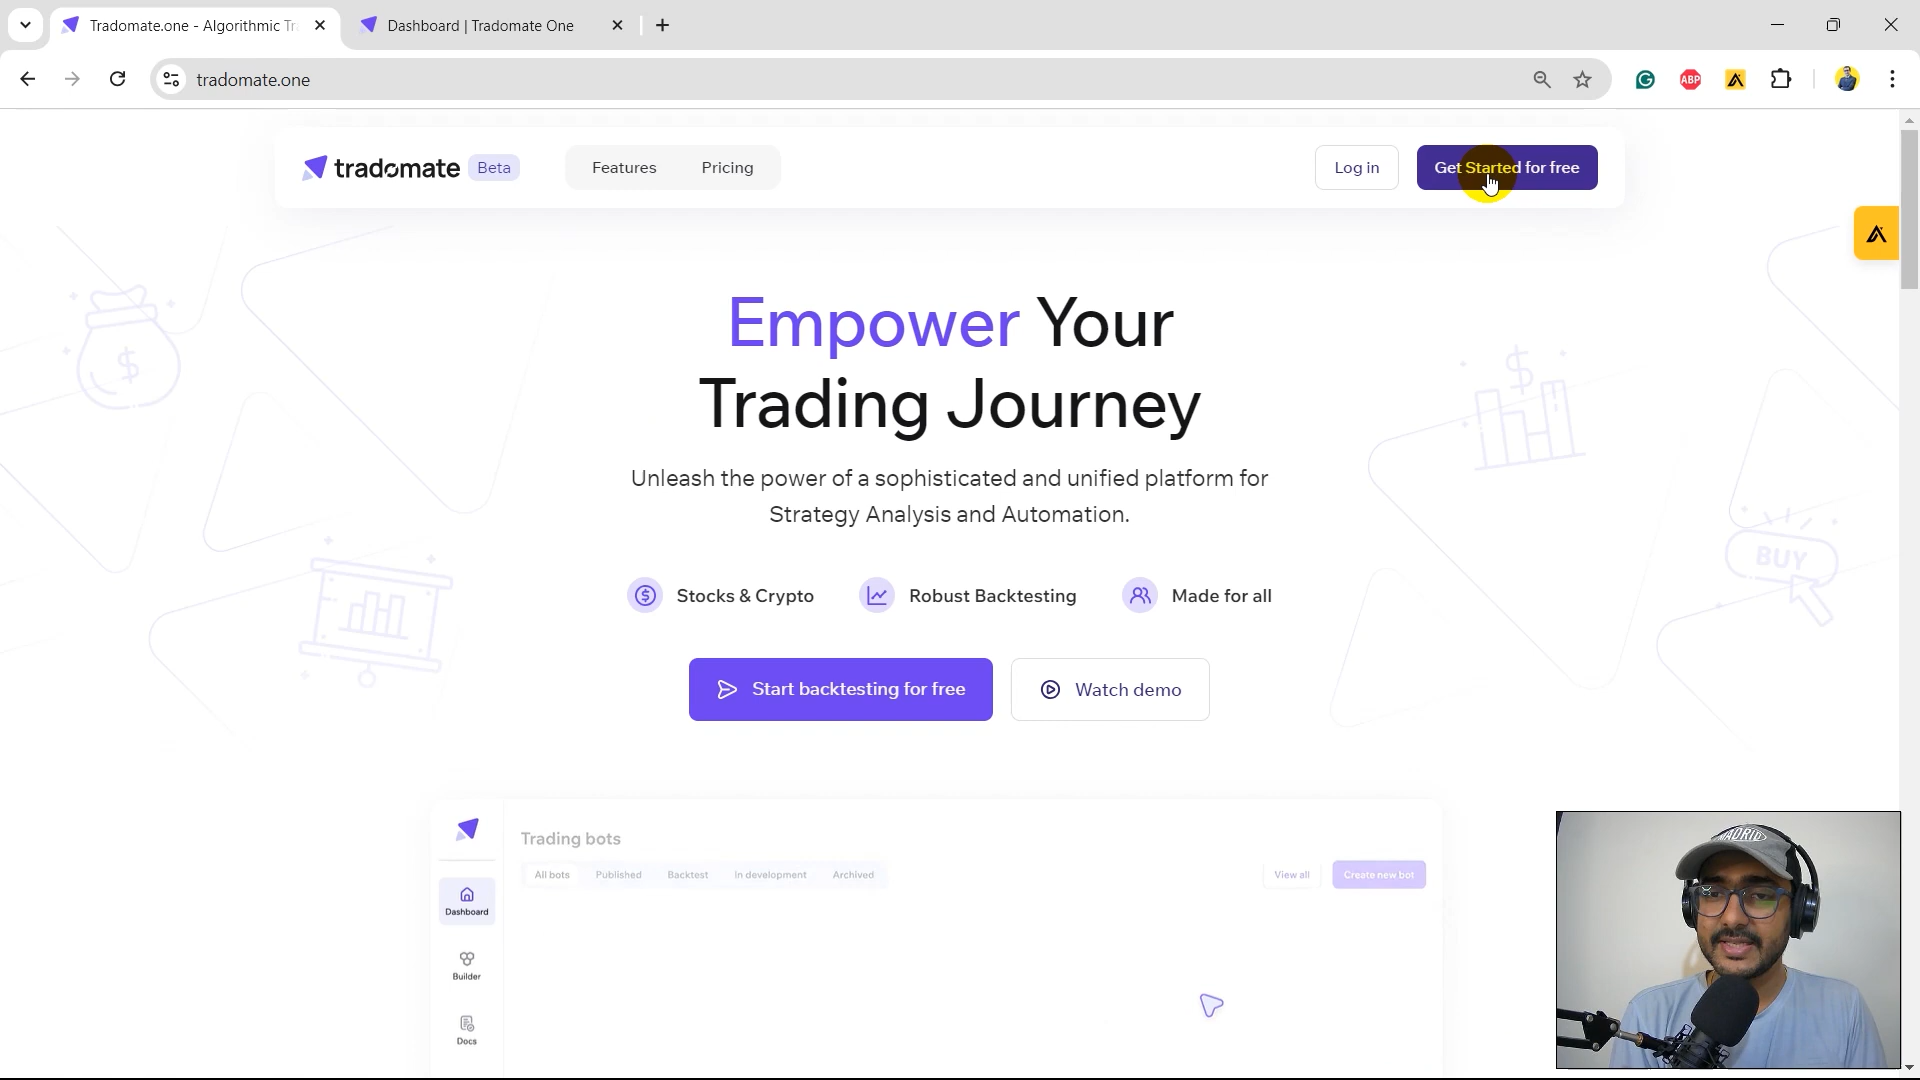 Tradomate.one - Algorithmic Tr
Dashboard | Tradomate One
tradomate.one
ABP
tradomate Beta
Features
Pricing
Log in
Get Started for free
Empower Your
Trading Journey
Unleash the power of a sophisticated and unified platform for
Strategy Analysis and Automation.
Stocks & Crypto
Robust Backtesting
Made for all
BUY
Start backtesting for free
Watch demo
Trading bots
All bots
Published
Backtest
In development
Archived
View all
Create new bot
Dashboard
Builder
Docs
MADRID